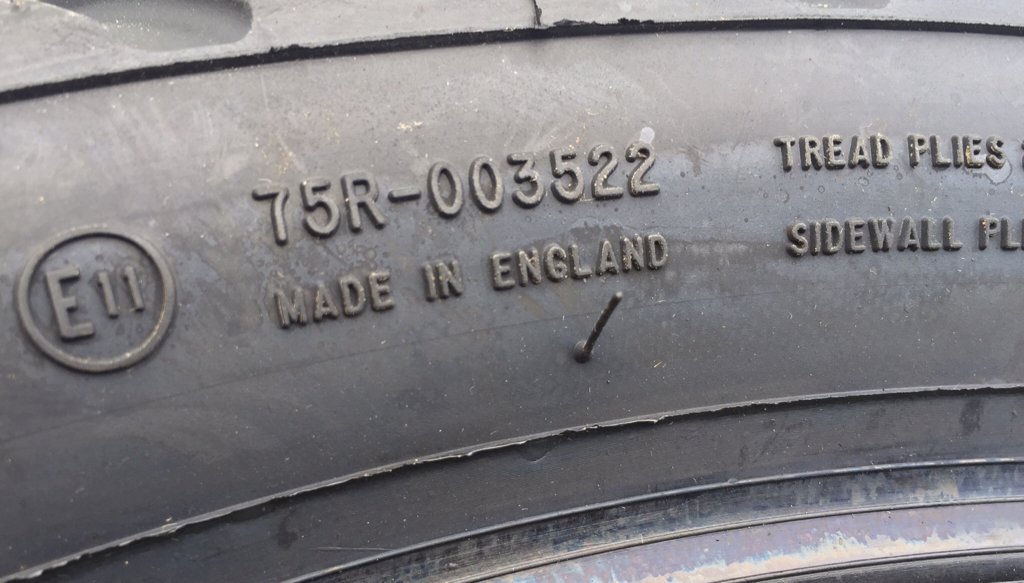 E11
75R-003522
MADE IN ENGLAND
TREAD PLIES
SIDEWALL